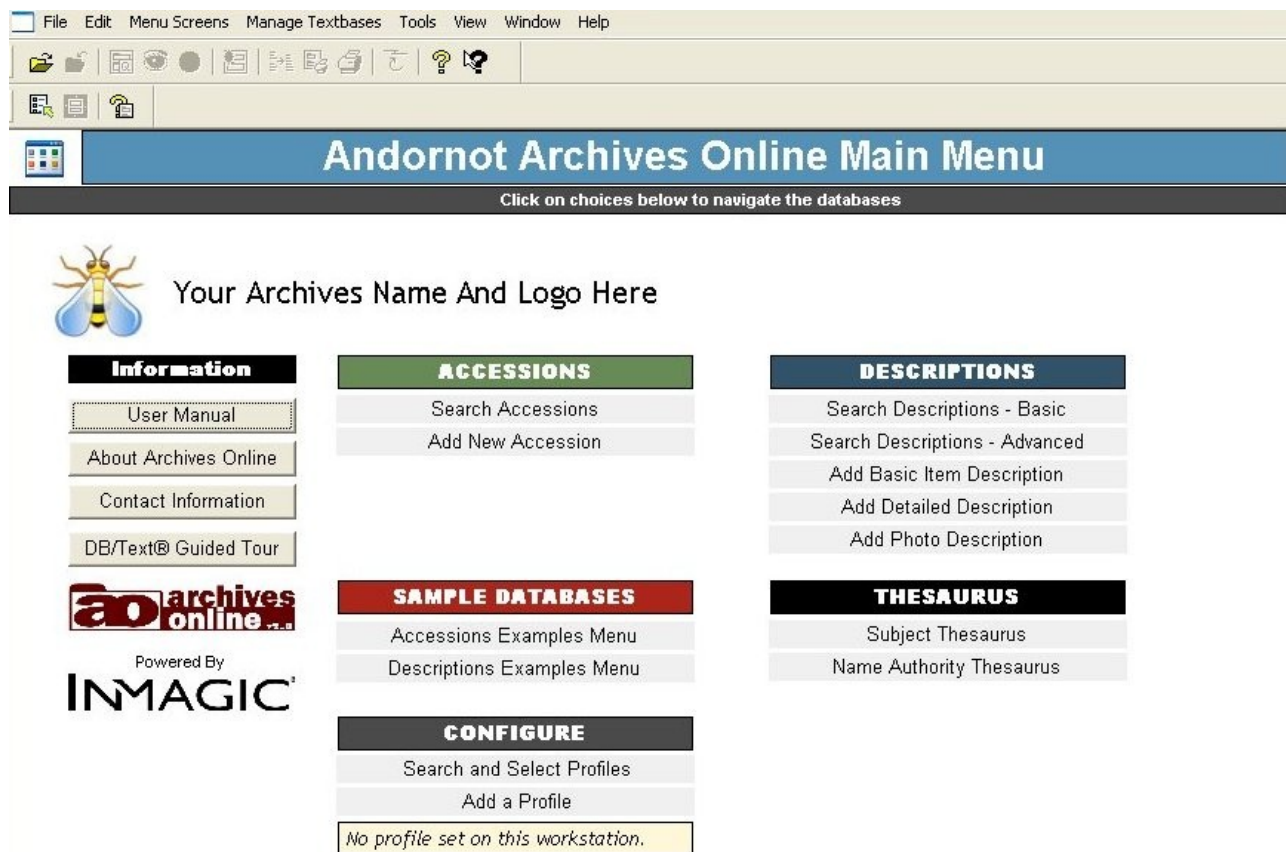 File Edit Menu Screens Manage Textbases Tools View Window Help
Andornot Archives Online Main Menu
Click on choices below to navigate the databases
Your Archives Name And Logo Here
Information
User Manual
About Archives Online
Contact Information
DB/Text® Guided Tour
ao archives
online
Powered By
INMAGIC
ACCESSIONS
Search Accessions
Add New Accession
DESCRIPTIONS
Search Descriptions - Basic
Search Descriptions - Advanced
Add Basic Item Description
Add Detailed Description
Add Photo Description
SAMPLE DATABASES
Accessions Examples Menu
Descriptions Examples Menu
THESAURUS
Subject Thesaurus
Name Authority Thesaurus
CONFIGURE
Search and Select Profiles
Add a Profile
No profile set on this workstation.